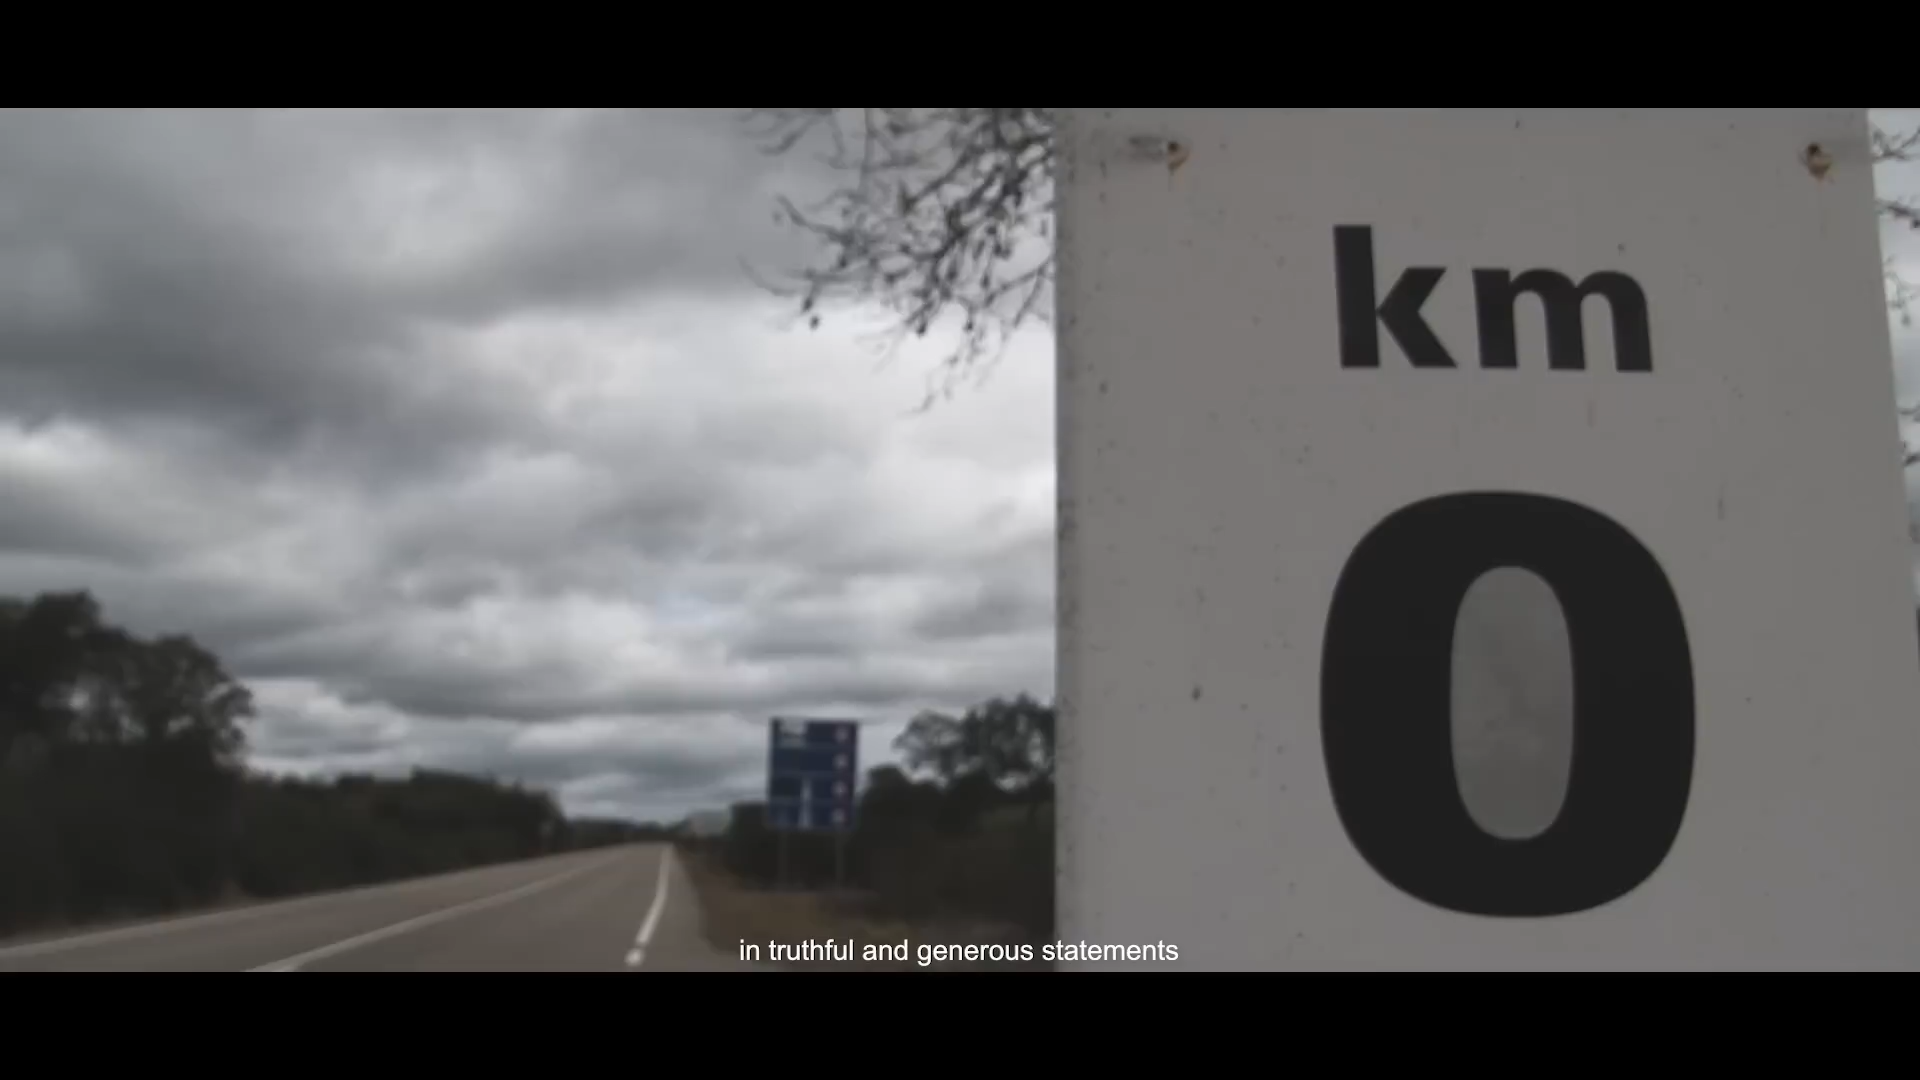 km
0
in truthful and generous statements